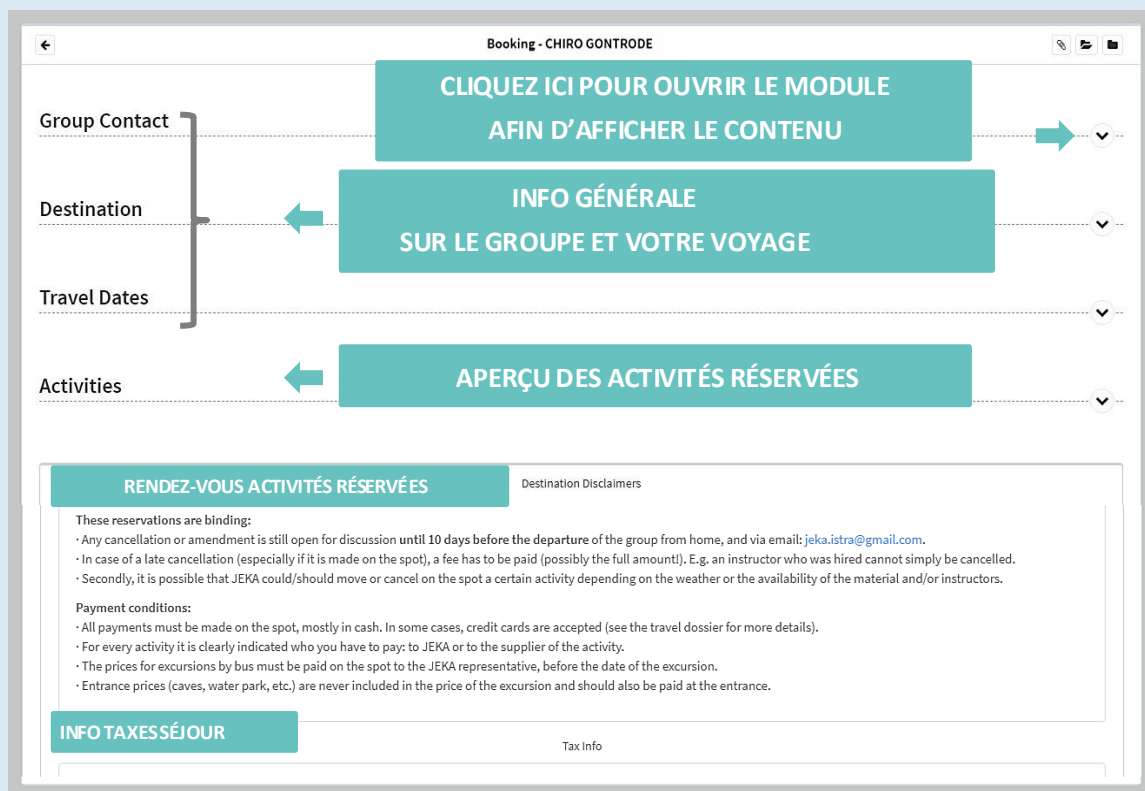 Booking - CHIRO GONTRODE
CLIQUEZ ICI POUR OUVRIR LE MODULE
AFIN D’AFFICHER LE CONTENU
Group Contact
INFO GÉNÉRALE
SUR LE GROUPE ET VOTRE VOYAGE
Destination
Travel Dates
APERÇU DES ACTIVITÉS RÉSERVÉES
Activities
RENDEZ-VOUS ACTIVITÉS RÉSERVÉES
Destination Disclaimers
These reservations are binding:
· Any cancellation or amendment is still open for discussion until 10 days before the departure of the group from home, and via email: jeka.istra@gmail.com.
· In case of a late cancellation (especially if it is made on the spot), a fee has to be paid (possibly the full amount!). E.g. an instructor who was hired cannot simply be cancelled.
· Secondly, it is possible that JEKA could/should move or cancel on the spot a certain activity depending on the weather or the availability of the material and/or instructors.
Payment conditions:
· All payments must be made on the spot, mostly in cash. In some cases, credit cards are accepted (see the travel dossier for more details).
· For every activity it is clearly indicated who you have to pay: to JEKA or to the supplier of the activity.
· The prices for excursions by bus must be paid on the spot to the JEKA representative, before the date of the excursion.
· Entrance prices (caves, water park, etc.) are never included in the price of the excursion and should also be paid at the entrance.
INFO TAXES SÉJOUR
Tax Info